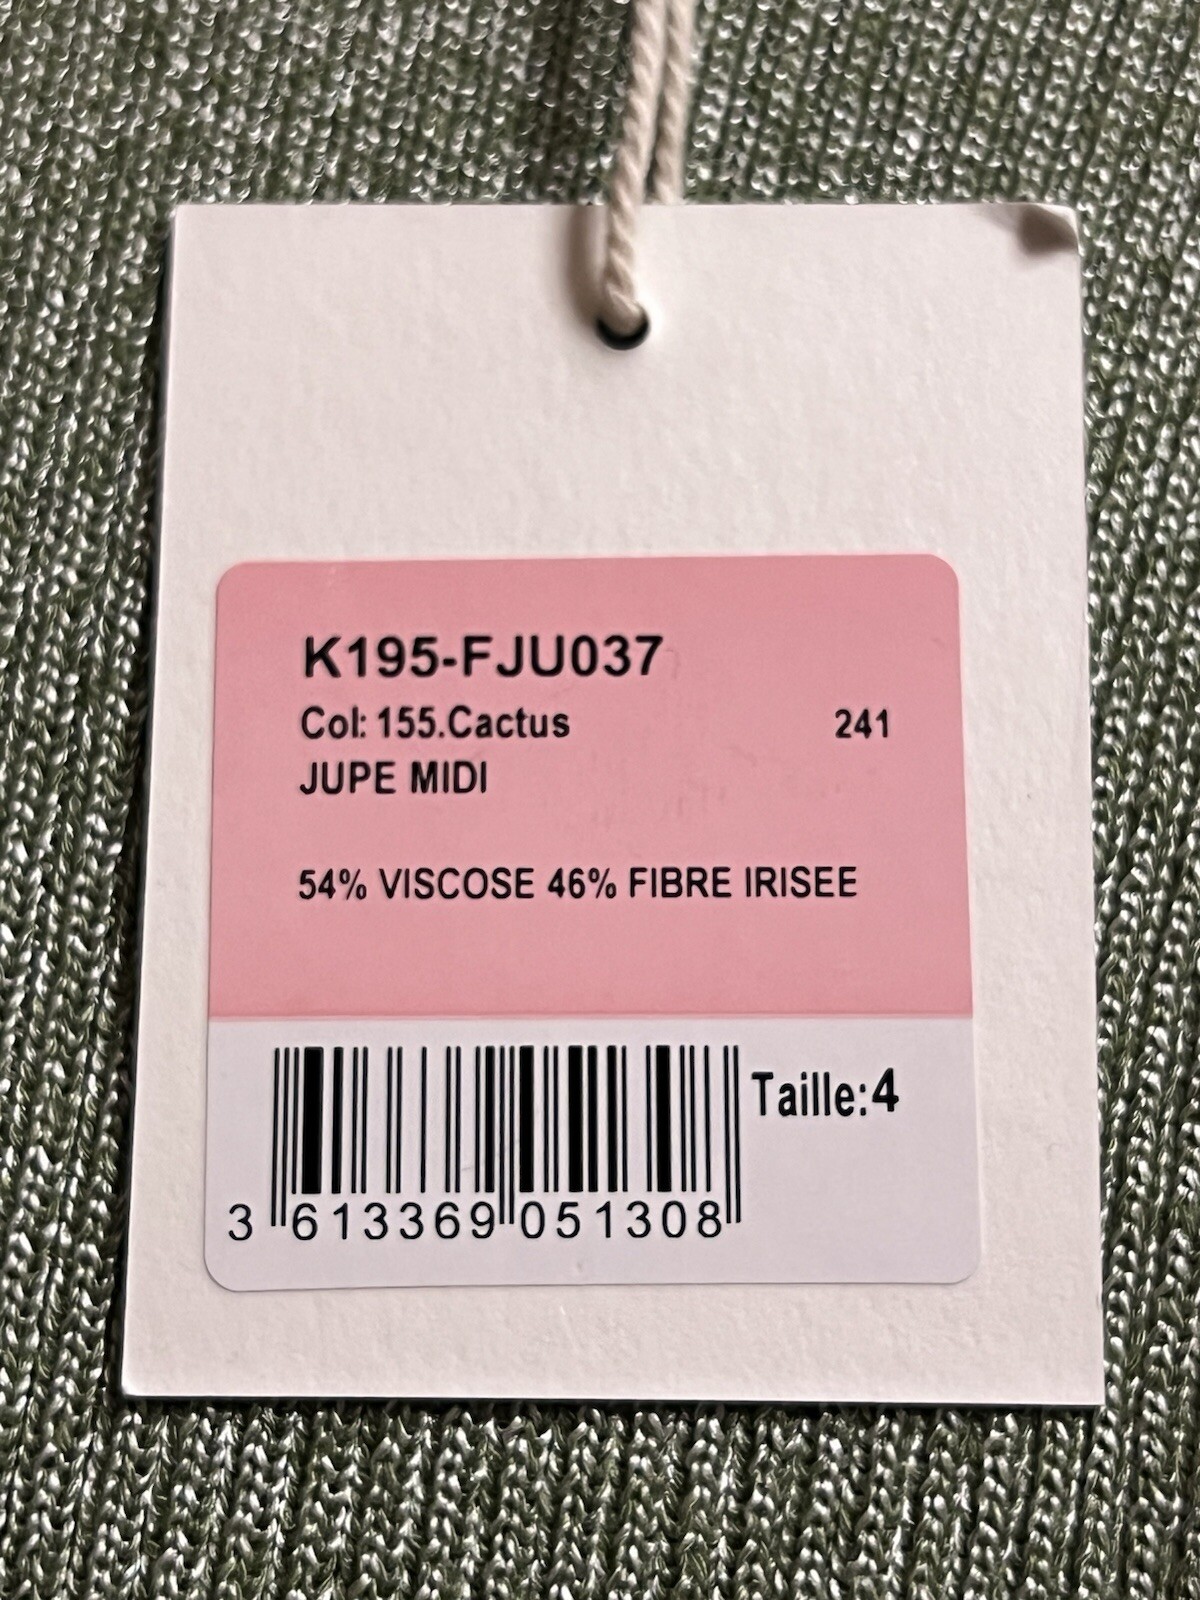 K195-FJU037
Col: 155.Cactus 241
JUPE MIDI
54% VISCOSE 46% FIBRE IRISEE
Taille:4
3 613369 051308